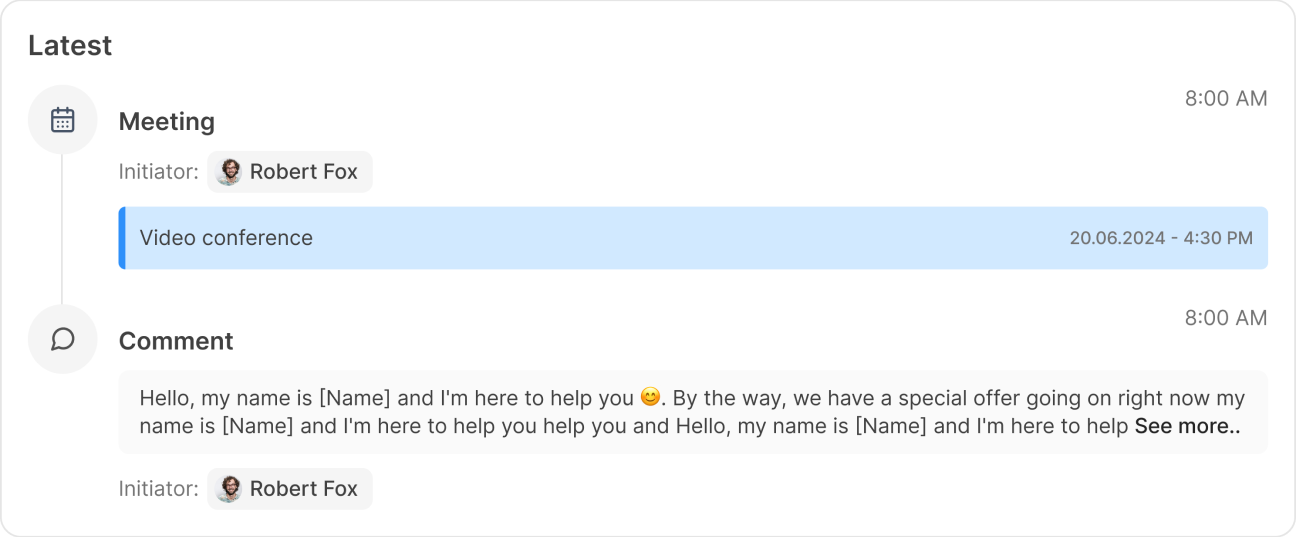 Latest
8:00 AM
Meeting
Initiator: Robert Fox
Video conference 20.06.2024 - 4:30 PM
8:00 AM
Comment
Hello, my name is [Name] and I'm here to help you 😊. By the way, we have a special offer going on right now my
name is [Name] and I'm here to help you help you and Hello, my name is [Name] and I'm here to help See more..
Initiator: Robert Fox